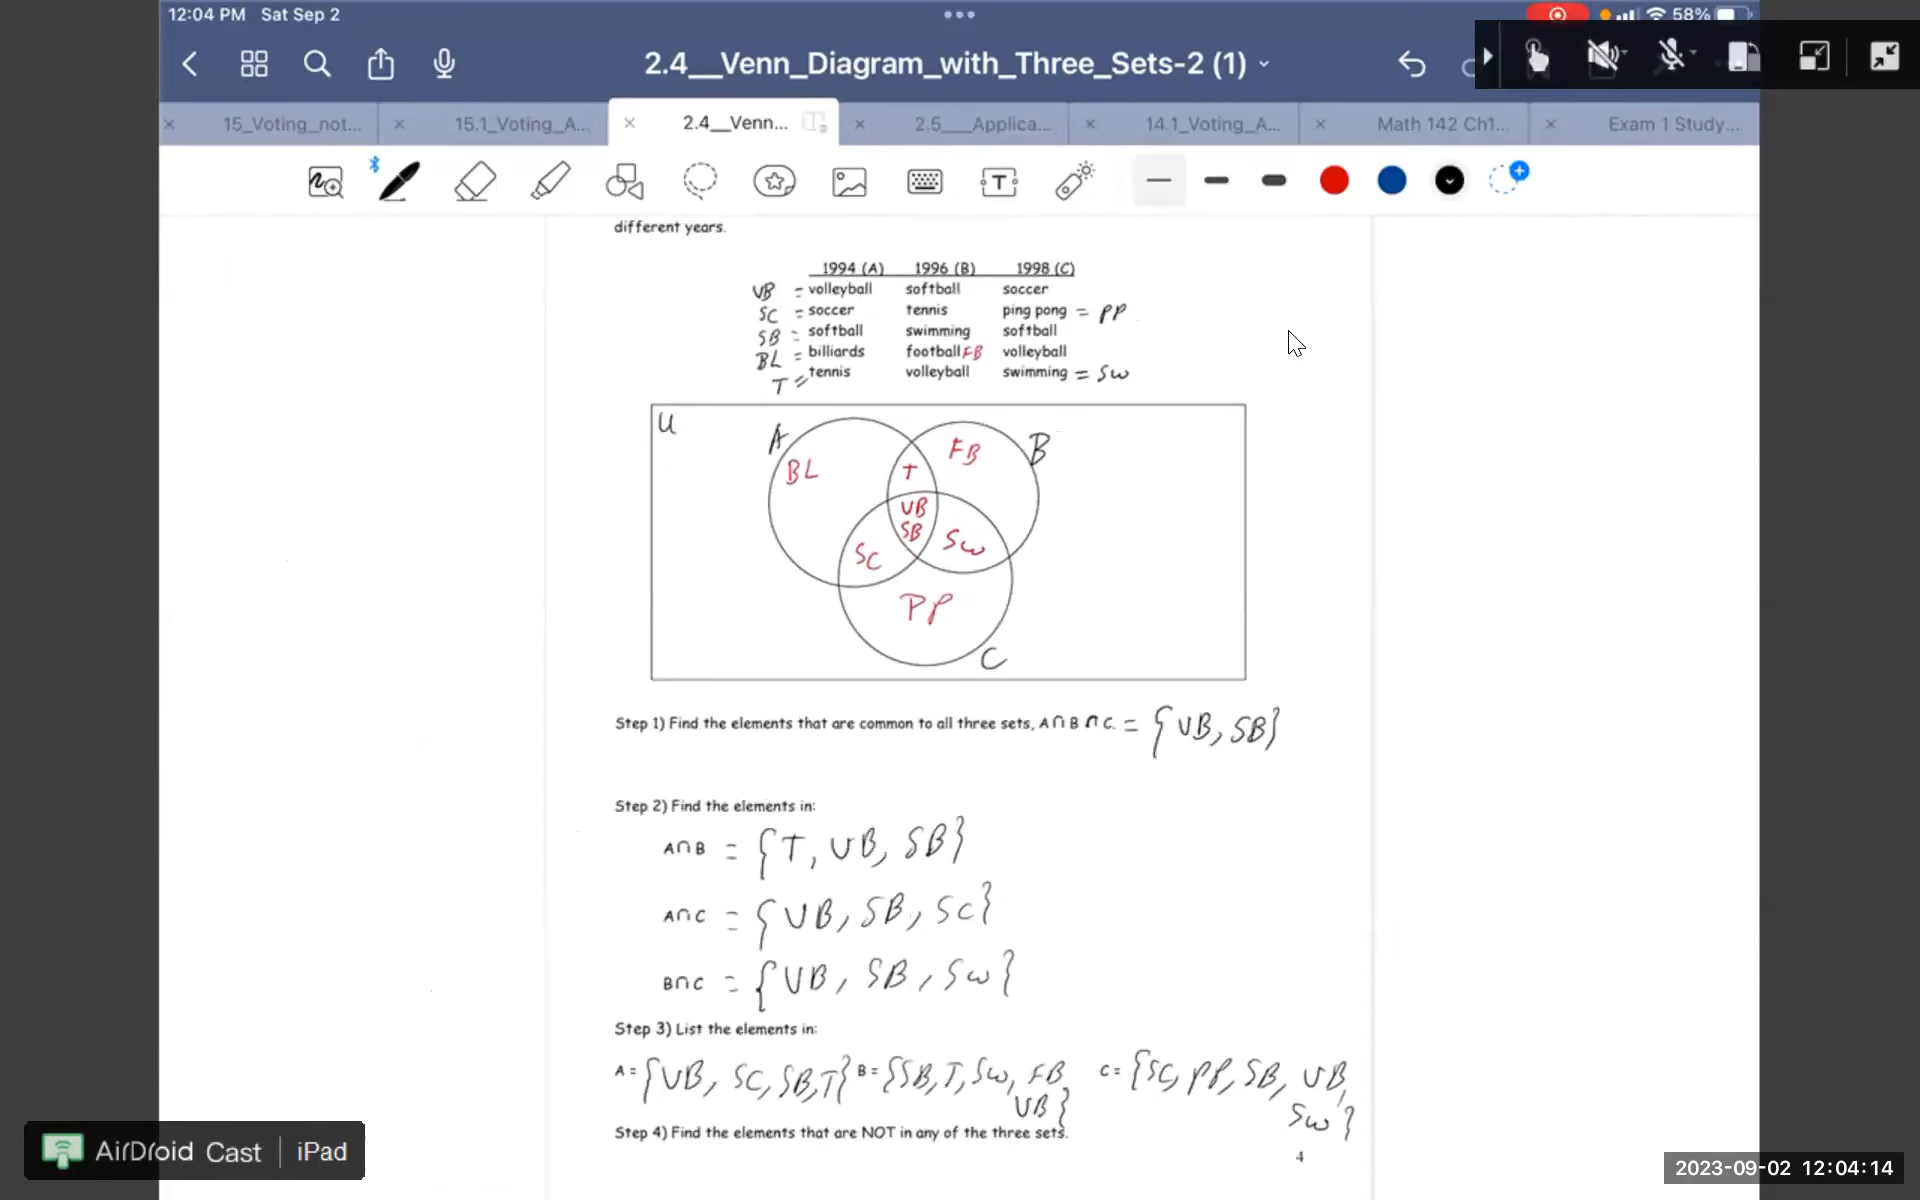 12:04 PM Sat Sep 2
58%
2.4__Venn_Diagram_with_Three_Sets-2 (1)
15_Voting_not... 15.1_Voting_A... 2.4__Venn... 2.5___Applica... 14.1_Voting_A... Math 142 Ch1... Exam 1 Study...
different years.
1994 (A) 1996 (B) 1998 (C)
VB = volleyball softball soccer
SC = soccer tennis ping pong = PP
SB = softball swimming softball
BL = billiards football FB volleyball
T = tennis volleyball swimming = SW
U
A
B
BL
T
FB
VB
SB
SC
SW
PP
C
Step 1) Find the elements that are common to all three sets, A∩B∩C. = {VB, SB}
Step 2) Find the elements in:
A∩B = {T, VB, SB}
A∩C = {VB, SB, SC}
B∩C = {VB, SB, SW}
Step 3) List the elements in:
A = {VB, SC, SB, T} B = {SB, T, SW, FB, VB} C = {SC, PP, SB, VB, SW}
Step 4) Find the elements that are NOT in any of the three sets.
4
AirDroid Cast | iPad
2023-09-02 12:04:14